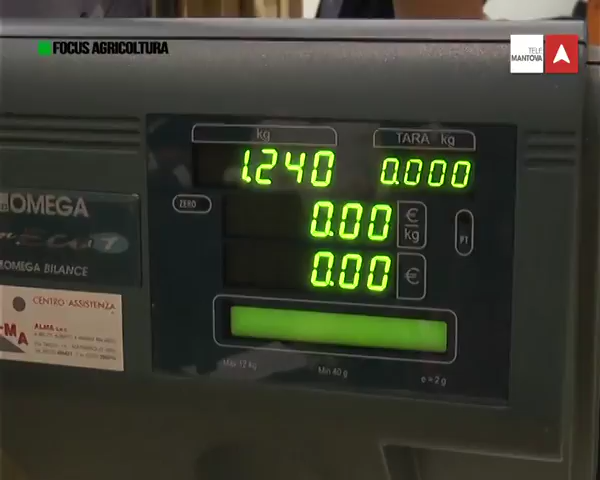 FOCUS AGRICOLTURA
TELE
MANTOVA
kg
TARA kg
1.240
0.000
ZERO
0.00
€
kg
PT
0.00
€
OMEGA
OMEGA BILANCE
CENTRO ASSISTENZA
-MA
Max 12 kg
Min 40 g
e=2 g